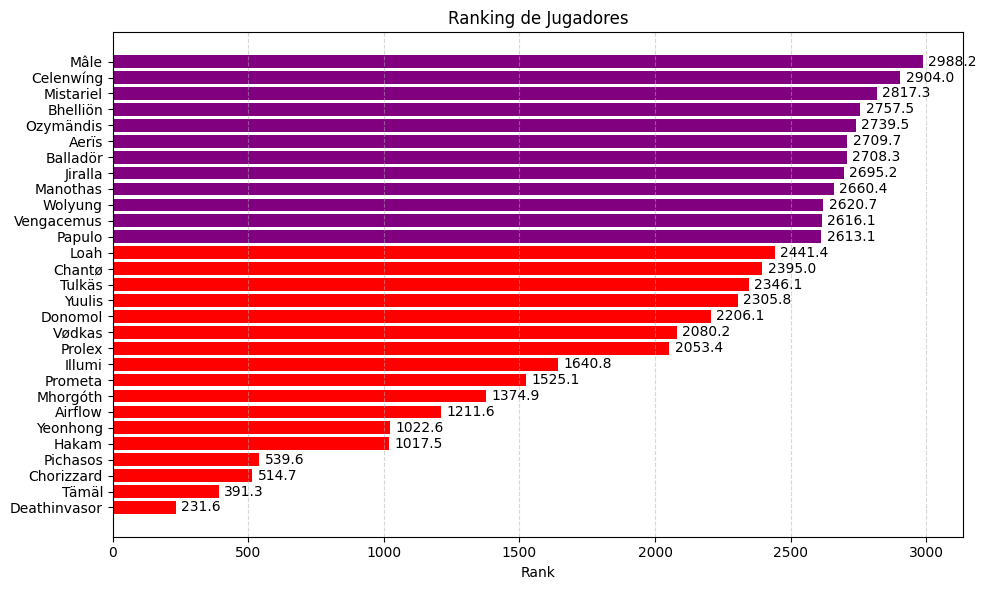 Ranking de Jugadores
Mâle 2988.2
Celenwíng 2904.0
Mistariel 2817.3
Bhelliön 2757.5
Ozymändis 2739.5
Aerïs 2709.7
Balladör 2708.3
Jiralla 2695.2
Manothas 2660.4
Wolyung 2620.7
Vengacemus 2616.1
Papulo 2613.1
Loah 2441.4
Chantø 2395.0
Tulkäs 2346.1
Yuulis 2305.8
Donomol 2206.1
Vødkas 2080.2
Prolex 2053.4
Illumi 1640.8
Prometa 1525.1
Mhorgóth 1374.9
Airflow 1211.6
Yeonhong 1022.6
Hakam 1017.5
Pichasos 539.6
Chorizzard 514.7
Tämäl 391.3
Deathinvasor 231.6
0 500 1000 1500 2000 2500 3000
Rank